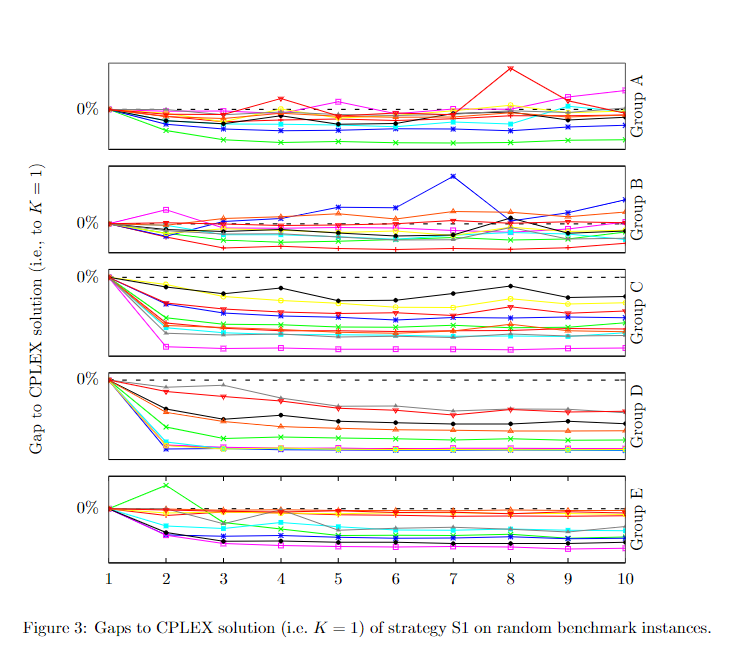 Gap to CPLEX solution (i.e., to K = 1)
0%
Group A
0%
Group B
0%
Group C
0%
Group D
0%
Group E
1 2 3 4 5 6 7 8 9 10
Figure 3: Gaps to CPLEX solution (i.e. K = 1) of strategy S1 on random benchmark instances.